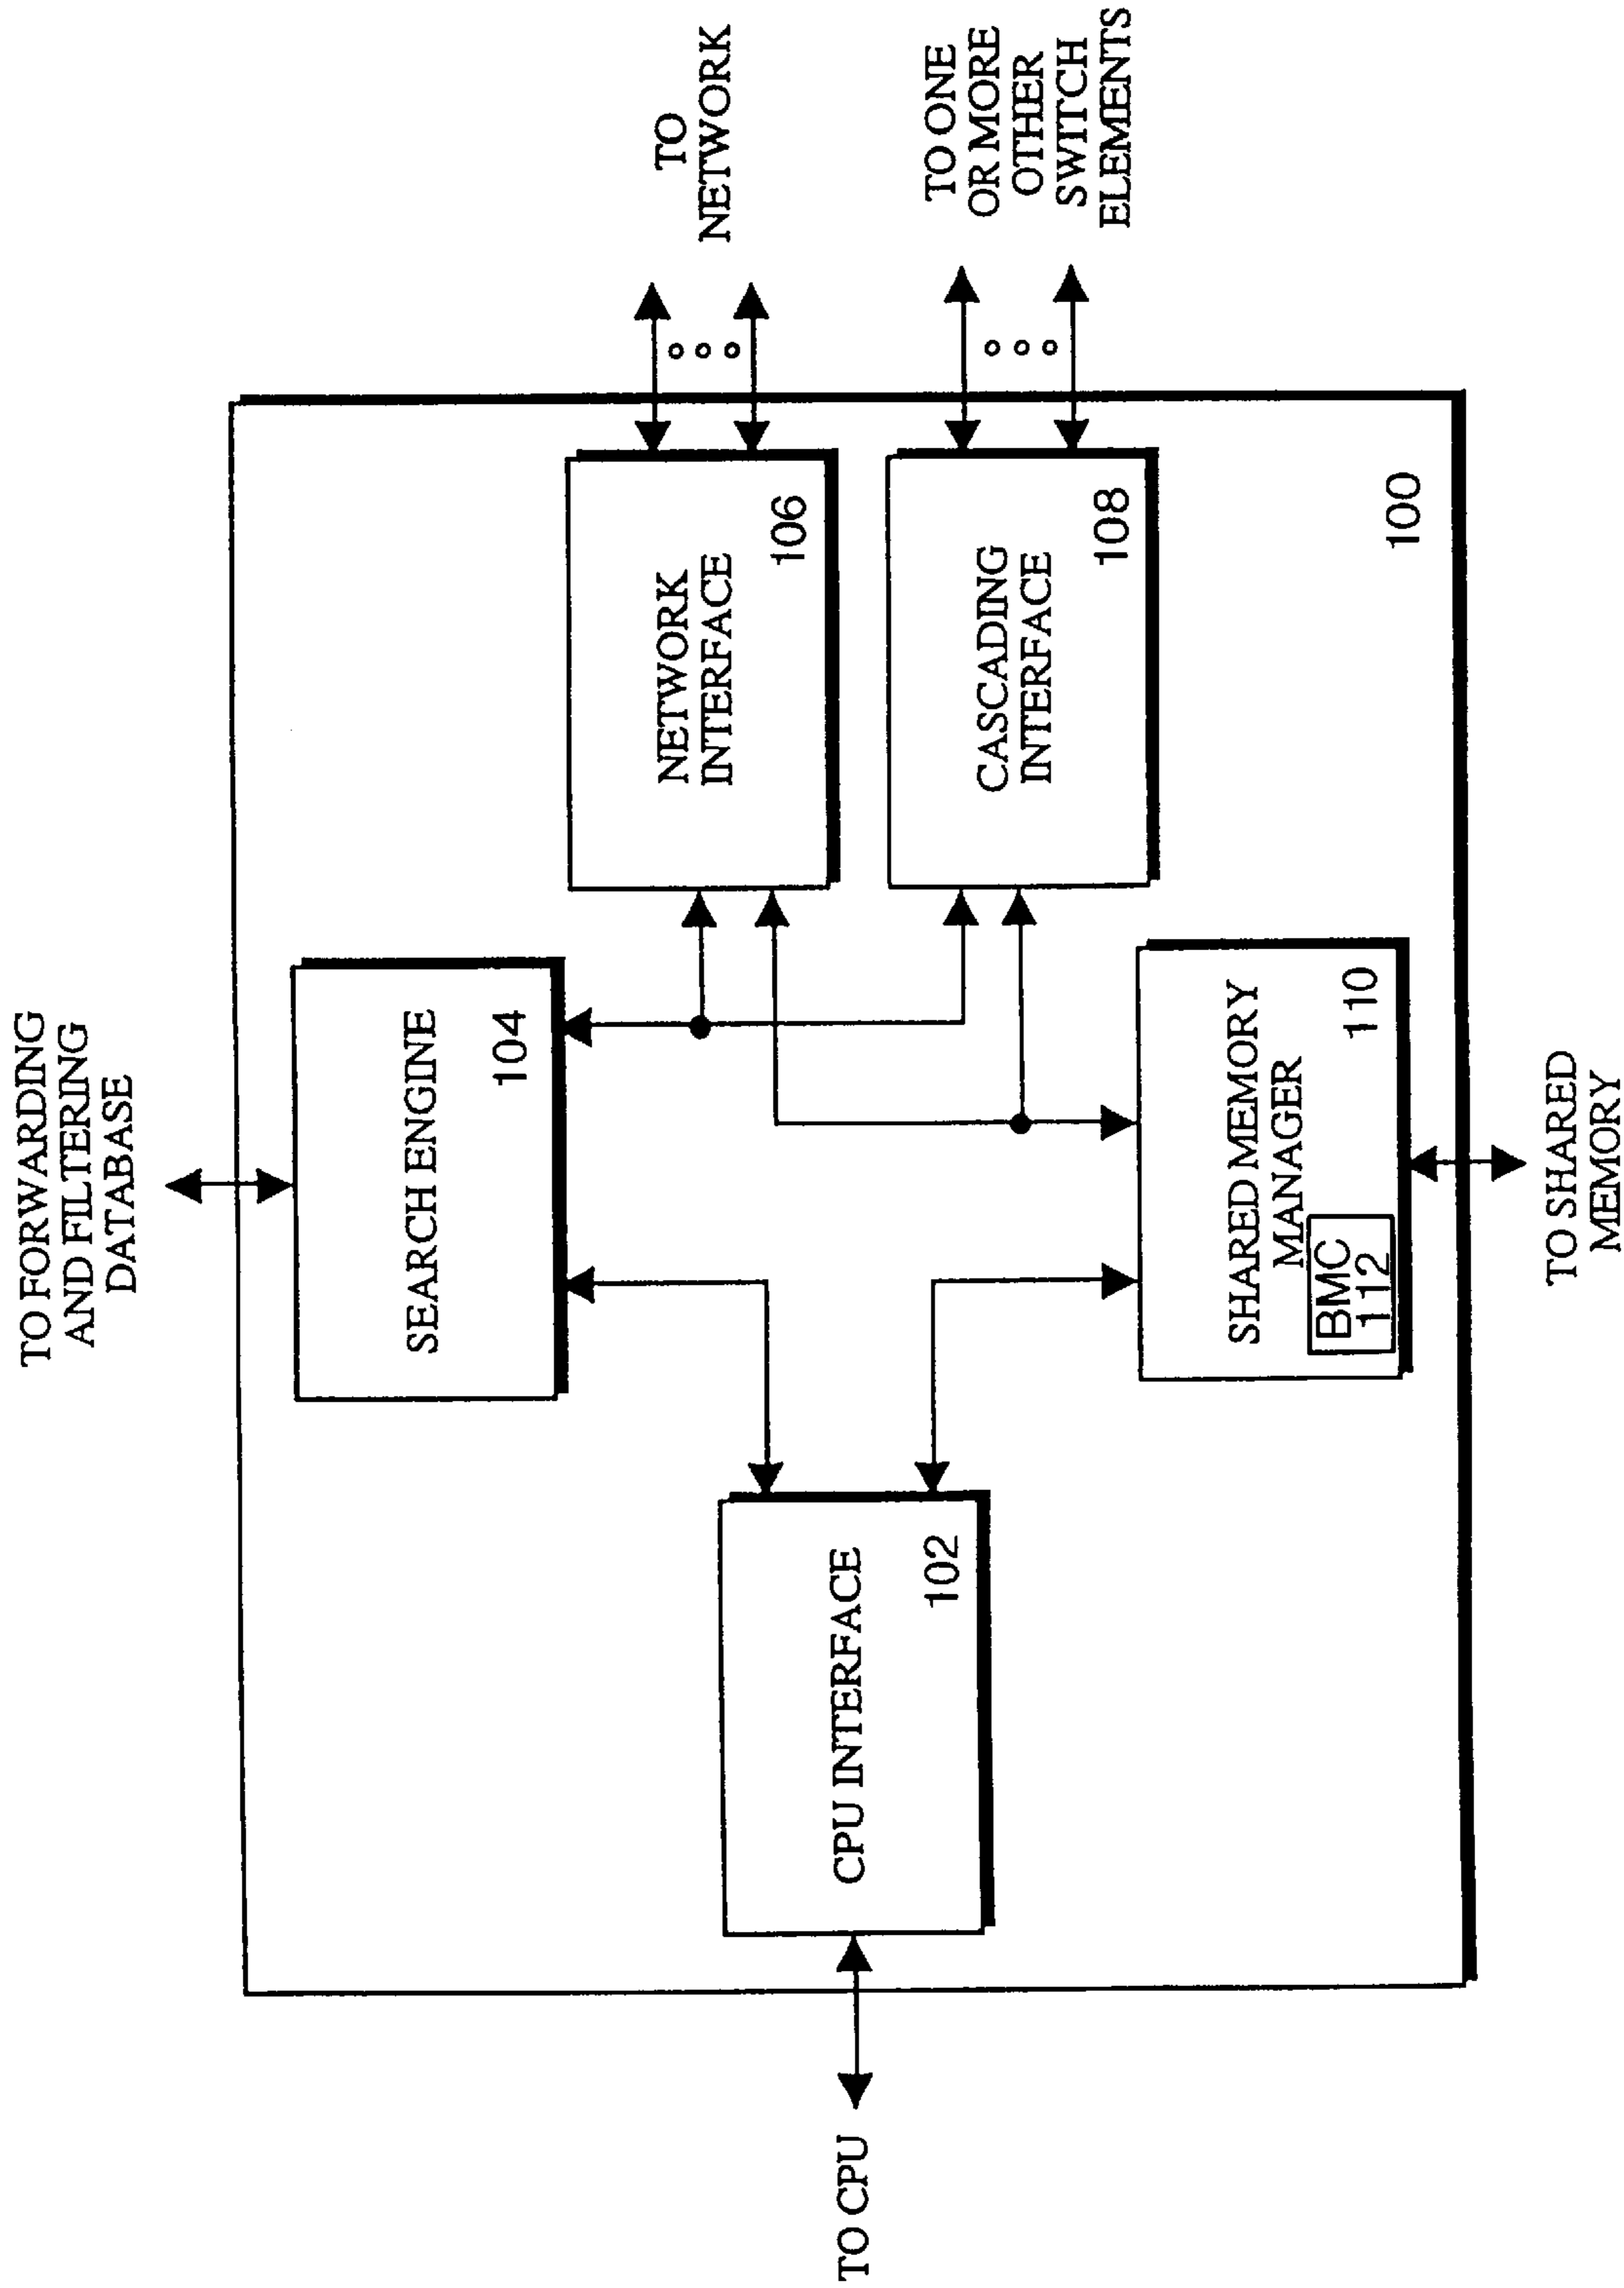 TO FORWARDING
AND FILTERING
DATABASE
SEARCH ENGINE
104
TO
NETWORK
NETWORK
INTERFACE
106
TO CPU
CPU INTERFACE
102
CASCADING
INTERFACE
108
TO ONE
OR MORE
OTHER
SWITCH
ELEMENTS
SHARED MEMORY
MANAGER
110
BMC
112
100
TO SHARED
MEMORY